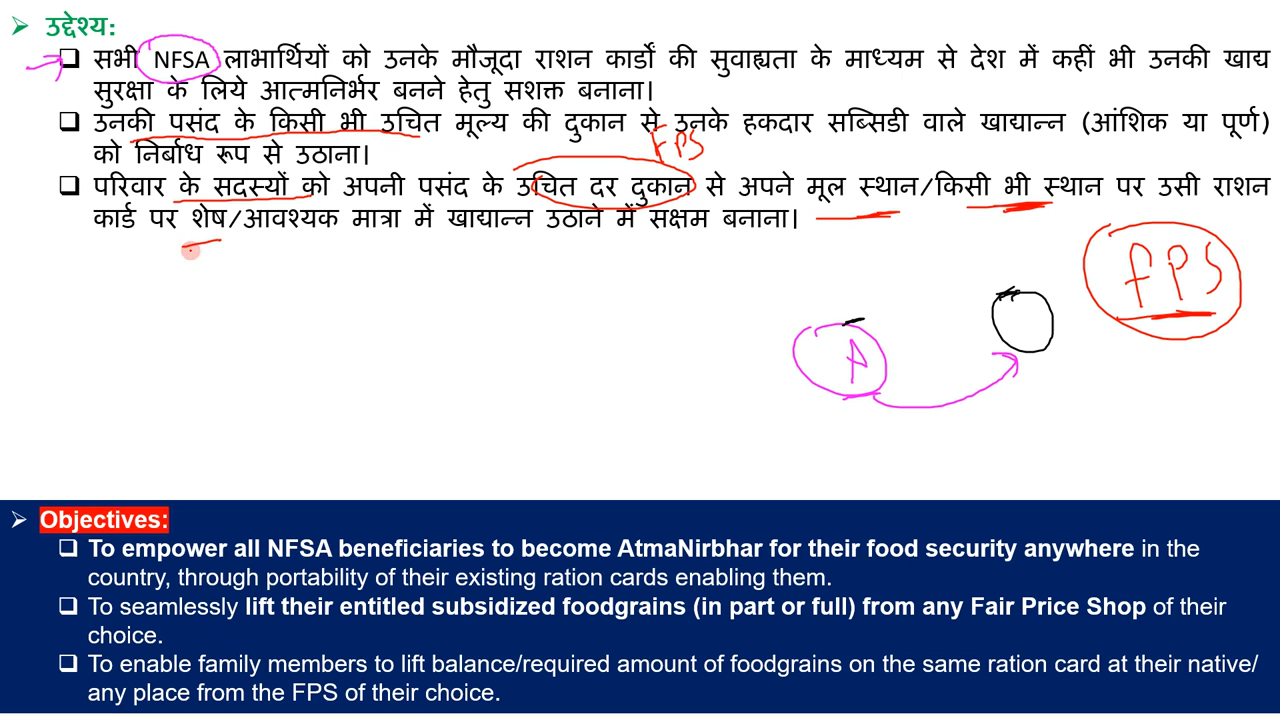 उद्देश्य:
सभी NFSA लाभार्थियों को उनके मौजूदा राशन कार्डों की सुवाह्यता के माध्यम से देश में कहीं भी उनकी खाद्य
सुरक्षा के लिये आत्मनिर्भर बनने हेतु सशक्त बनाना।
उनकी पसंद के किसी भी उचित मूल्य की दुकान से उनके हकदार सब्सिडी वाले खाद्यान्न (आंशिक या पूर्ण)
को निर्बाध रूप से उठाना।
FPS
परिवार के सदस्यों को अपनी पसंद के उचित दर दुकान से अपने मूल स्थान/किसी भी स्थान पर उसी राशन
कार्ड पर शेष/आवश्यक मात्रा में खाद्यान्न उठाने में सक्षम बनाना।
FPS
A
Objectives:
To empower all NFSA beneficiaries to become AtmaNirbhar for their food security anywhere in the
country, through portability of their existing ration cards enabling them.
To seamlessly lift their entitled subsidized foodgrains (in part or full) from any Fair Price Shop of their
choice.
To enable family members to lift balance/required amount of foodgrains on the same ration card at their native/
any place from the FPS of their choice.